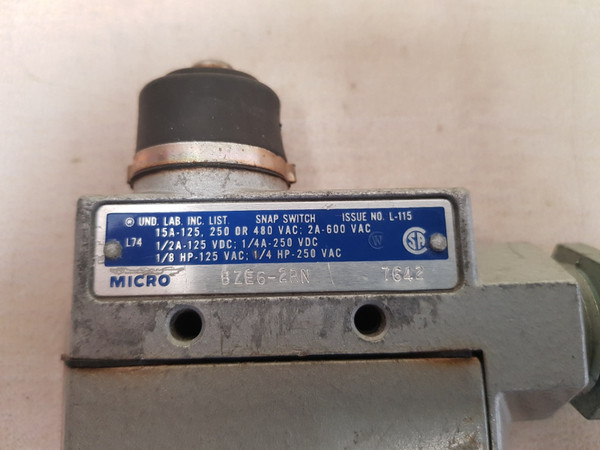 UND. LAB. INC. LIST. SNAP SWITCH ISSUE NO. L-115
15A-125, 250 OR 480 VAC; 2A-600 VAC
L74 1/2A-125 VDC; 1/4A-250 VDC
1/8 HP-125 VAC; 1/4 HP-250 VAC
MICRO BZE6-2RN 7642